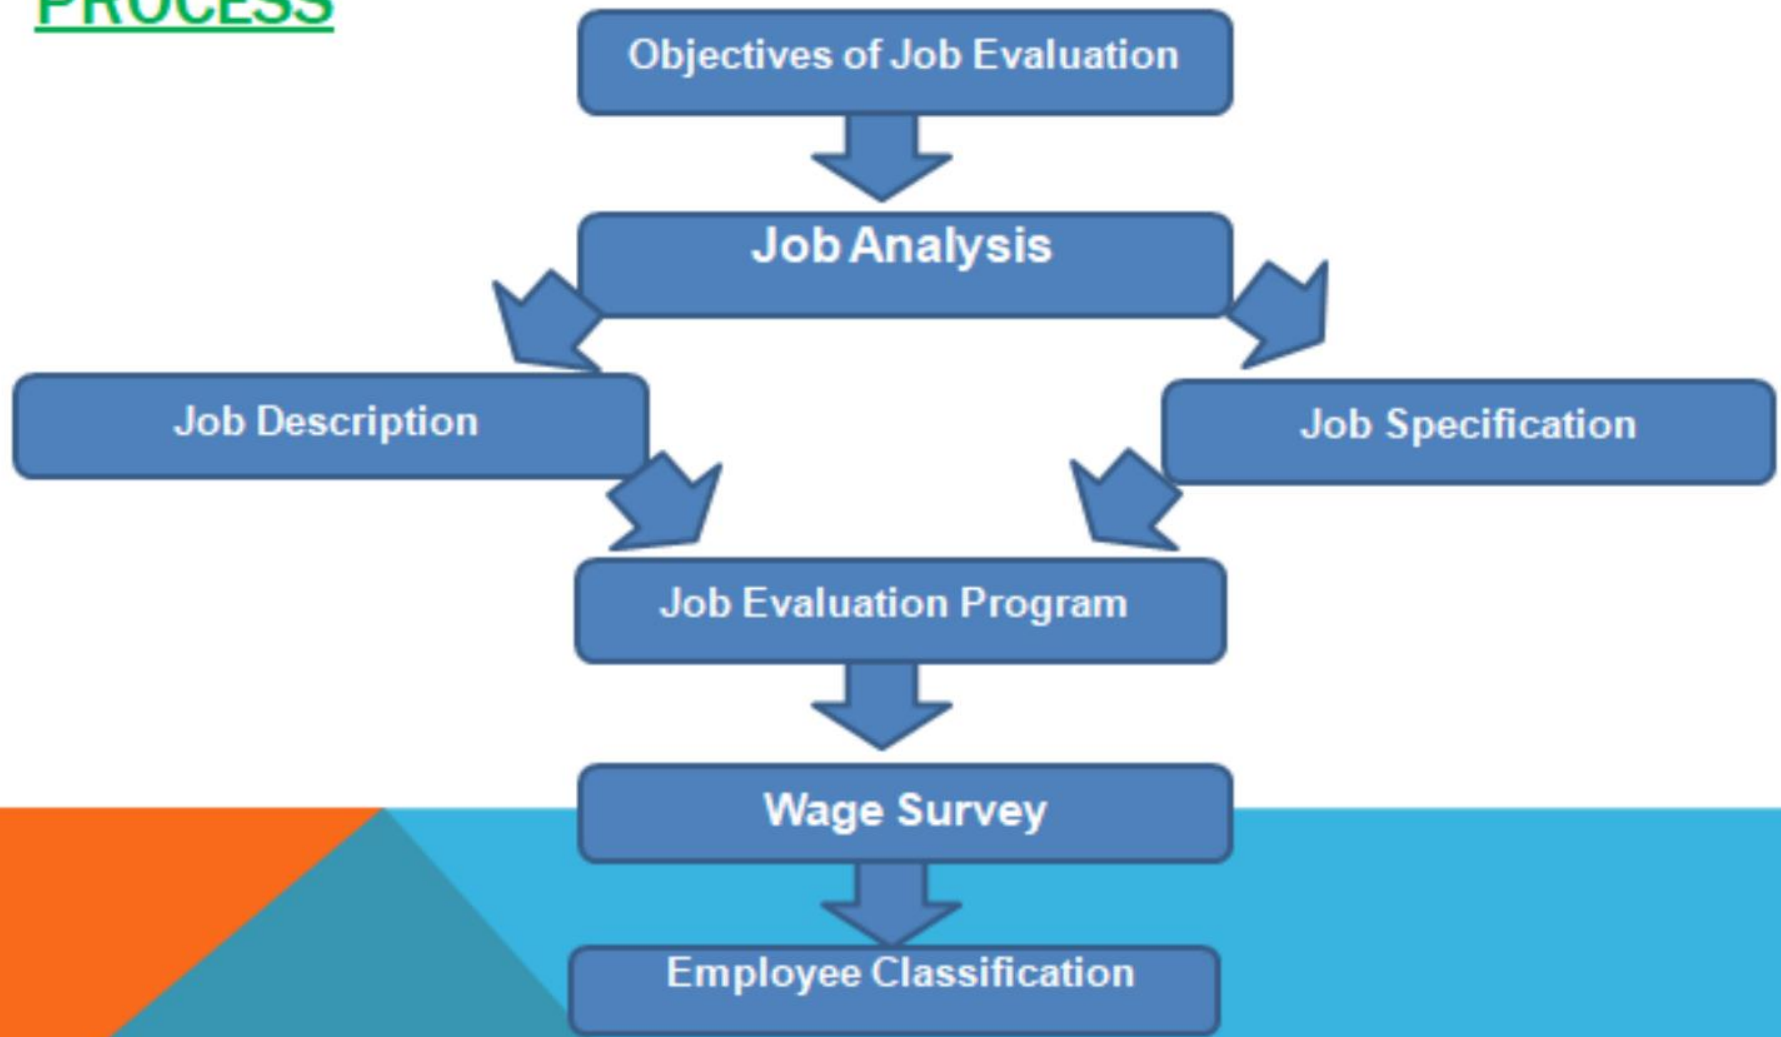 PROCESS
Objectives of Job Evaluation
Job Analysis
Job Description
Job Specification
Job Evaluation Program
Wage Survey
Employee Classification